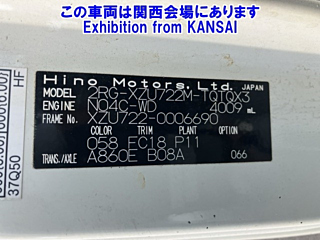 この車両は関西会場にあります
Exhibition from KANSAI
Hino Motors, Ltd. JAPAN
MODEL 2RG-XZU722M-TQTQX3
ENGINE N04C-WD 4009 mL
FRAME NO. XZU722-0006690
COLOR TRIM PLANT
058 FC18 P11
TRANS./AXLE A860E B08A 066
37Q50